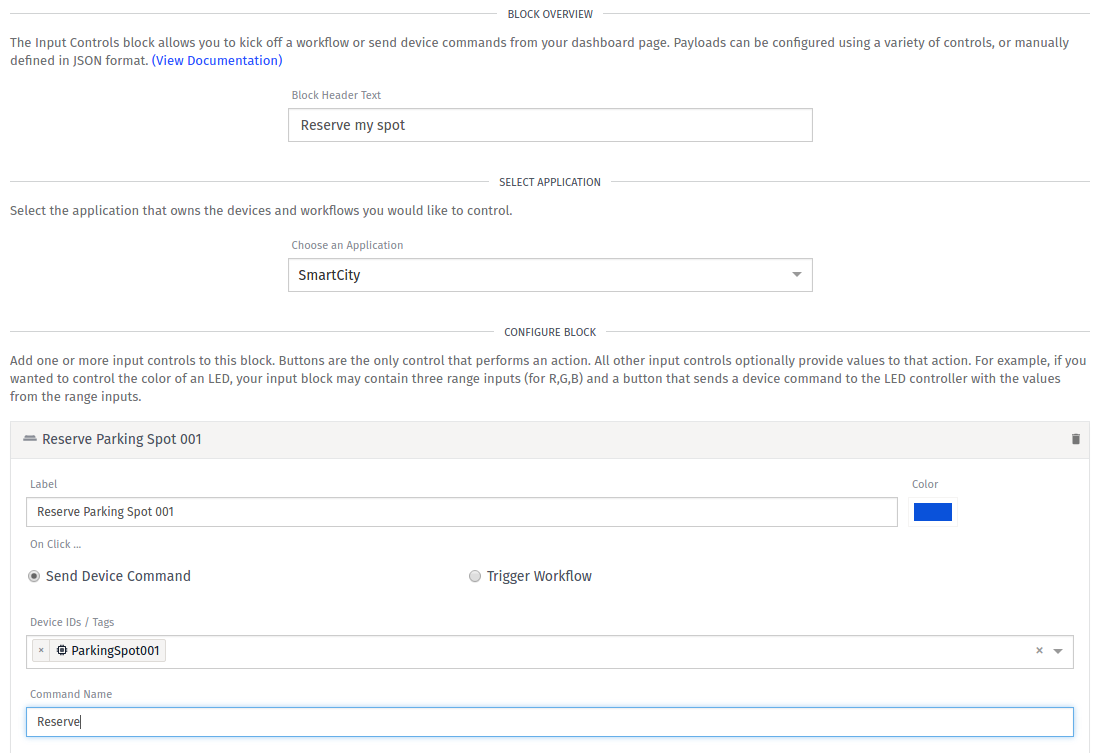 BLOCK OVERVIEW
The Input Controls block allows you to kick off a workflow or send device commands from your dashboard page. Payloads can be configured using a variety of controls, or manually
defined in JSON format. (View Documentation)
Block Header Text
Reserve my spot
SELECT APPLICATION
Select the application that owns the devices and workflows you would like to control.
Choose an Application
SmartCity
CONFIGURE BLOCK
Add one or more input controls to this block. Buttons are the only control that performs an action. All other input controls optionally provide values to that action. For example, if you
wanted to control the color of an LED, your input block may contain three range inputs (for R,G,B) and a button that sends a device command to the LED controller with the values
from the range inputs.
Reserve Parking Spot 001
Label Color
Reserve Parking Spot 001
On Click ...
Send Device Command Trigger Workflow
Device IDs / Tags
× ParkingSpot001 ×
Command Name
Reserve